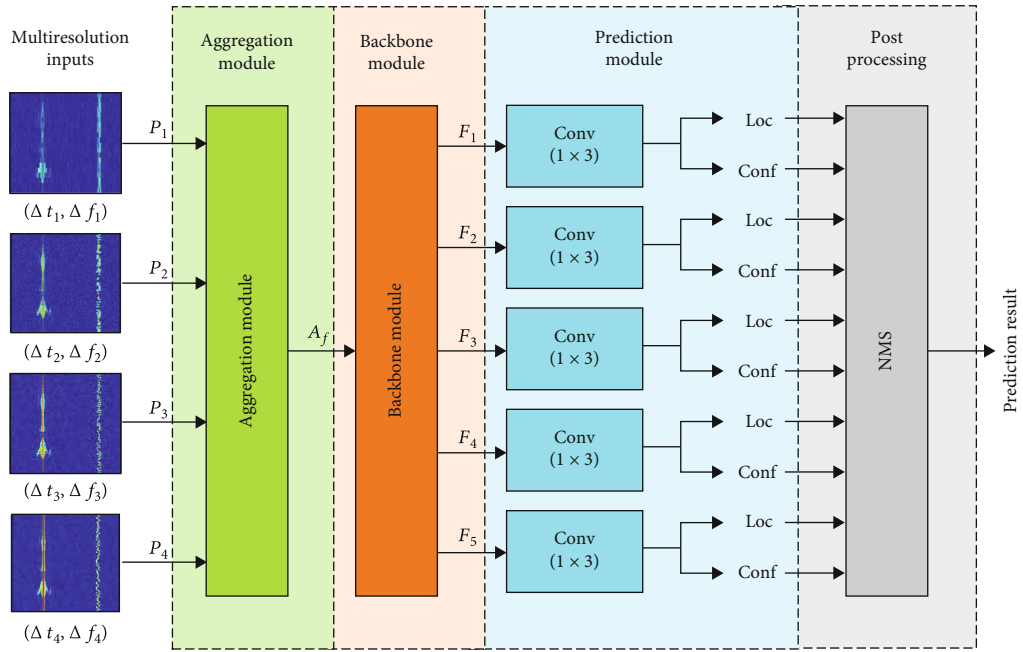 Multiresolution
inputs
Aggregation
module
Backbone
module
Prediction
module
Post
processing
P₁
(Δ t₁, Δ f₁)
P₂
(Δ t₂, Δ f₂)
P₃
(Δ t₃, Δ f₃)
P₄
(Δ t₄, Δ f₄)
Aggregation module
A_f
Backbone module
F₁
Conv
(1 × 3)
Loc
Conf
F₂
Conv
(1 × 3)
Loc
Conf
F₃
Conv
(1 × 3)
Loc
Conf
F₄
Conv
(1 × 3)
Loc
Conf
F₅
Conv
(1 × 3)
Loc
Conf
NMS
Prediction result